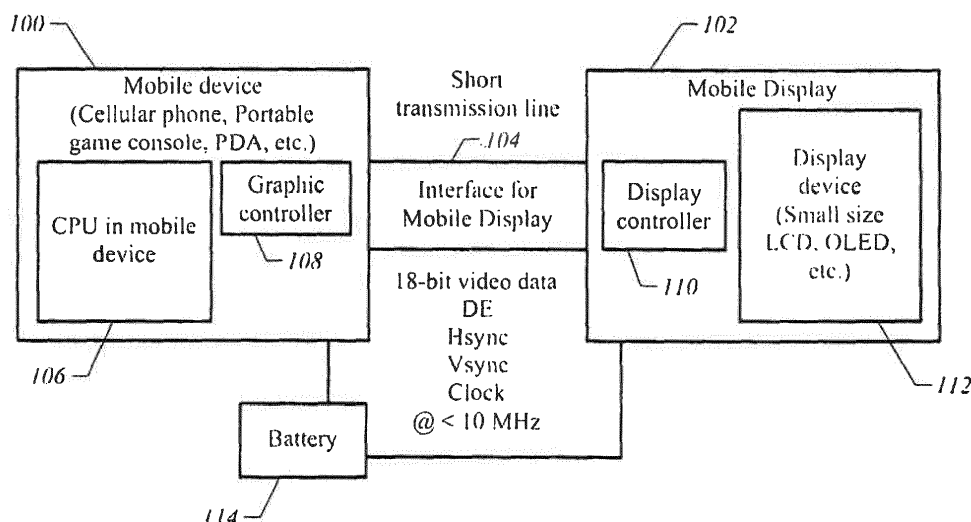 100
102
Mobile device
(Cellular phone, Portable
game console, PDA, etc.)
Short
transmission line
104
Mobile Display
CPU in mobile
device
Graphic
controller
108
Interface for
Mobile Display
Display
controller
110
Display
device
(Small size
LCD, OLED,
etc.)
18-bit video data
DE
Hsync
Vsync
Clock
@ < 10 MHz
106
112
Battery
114